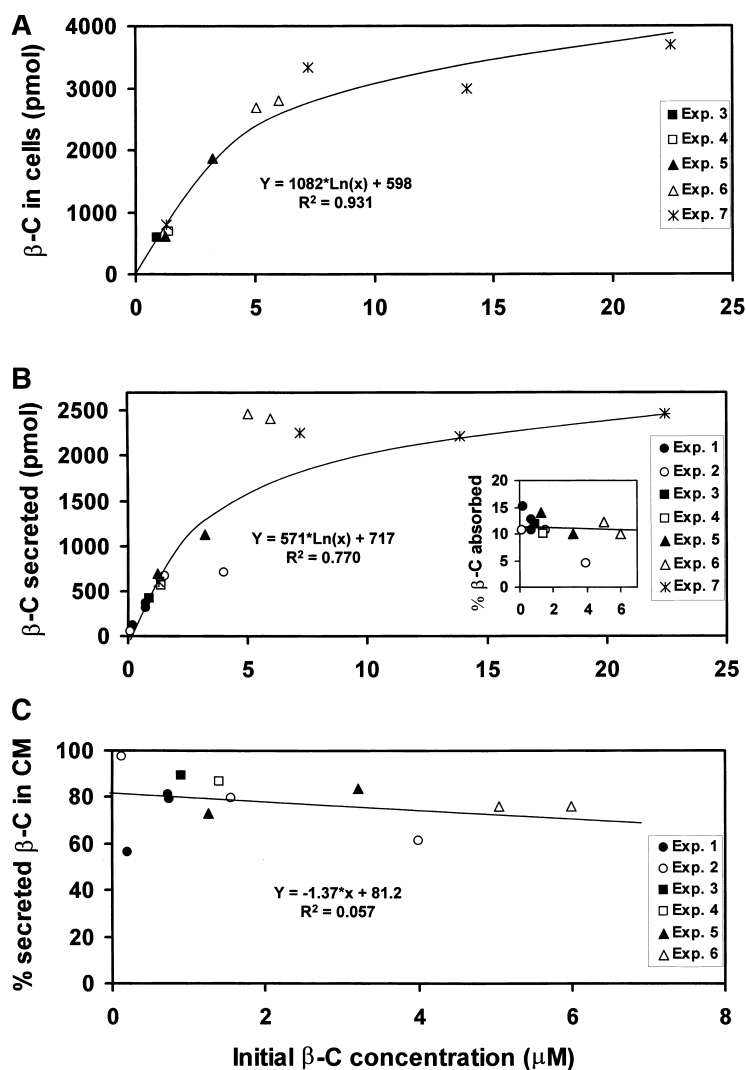 A
β-C in cells (pmol)
4000
3000
2000
1000
0
Y = 1082*Ln(x) + 598
R² = 0.931
Exp. 3
Exp. 4
Exp. 5
Exp. 6
Exp. 7
0 5 10 15 20 25
B
β-C secreted (pmol)
2500
2000
1500
1000
500
0
Y = 571*Ln(x) + 717
R² = 0.770
% β-C absorbed
20
15
10
5
0
0 2 4 6
Exp. 1
Exp. 2
Exp. 3
Exp. 4
Exp. 5
Exp. 6
Exp. 7
0 5 10 15 20 25
C
% secreted β-C in CM
100
80
60
40
20
0
Y = -1.37*x + 81.2
R² = 0.057
Exp. 1
Exp. 2
Exp. 3
Exp. 4
Exp. 5
Exp. 6
0 2 4 6 8
Initial β-C concentration (μM)